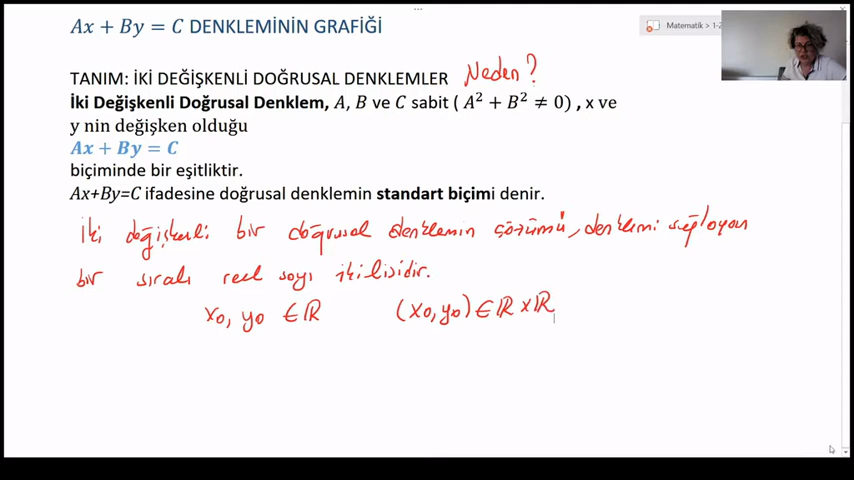 Ax + By = C DENKLEMİNİN GRAFİĞİ
Matematik > 1-2
TANIM: İKİ DEĞİŞKENLİ DOĞRUSAL DENKLEMLER Neden?
İki Değişkenli Doğrusal Denklem, A, B ve C sabit ( A² + B² ≠ 0) , x ve
y nin değişken olduğu
Ax + By = C
biçiminde bir eşitliktir.
Ax+By=C ifadesine doğrusal denklemin standart biçimi denir.
İki değişkenli bir doğrusal denklemin çözümü, denklemi sağlayan
bir sıralı reel sayı ikilisidir.
x₀, y₀ ∈ ℝ (x₀, y₀) ∈ ℝ x ℝ